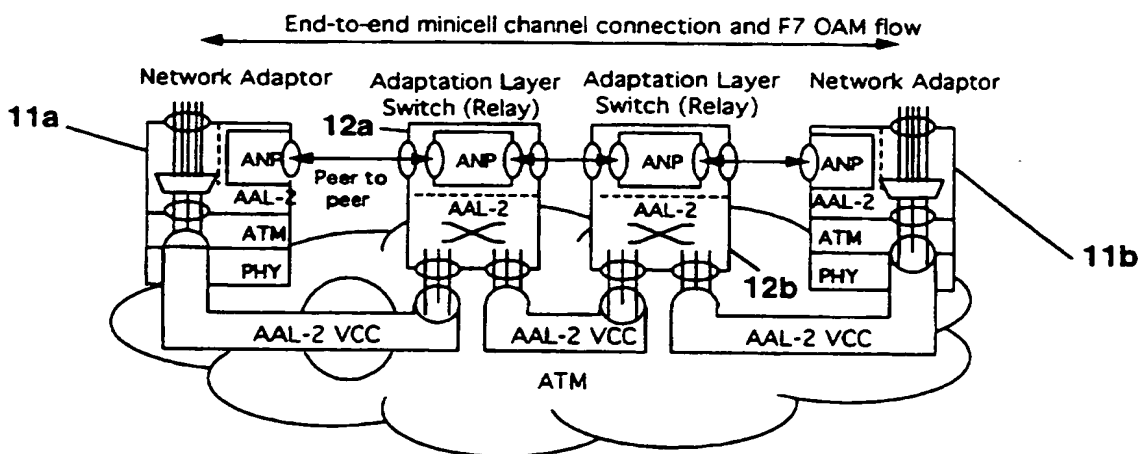 End-to-end minicell channel connection and F7 OAM flow
Network Adaptor
Adaptation Layer
Switch (Relay)
Adaptation Layer
Switch (Relay)
Network Adaptor
11a
12a
ANP
Peer to
peer
ANP
ANP
ANP
AAL-2
AAL-2
AAL-2
AAL-2
ATM
ATM
PHY
PHY
12b
11b
AAL-2 VCC
AAL-2 VCC
AAL-2 VCC
ATM